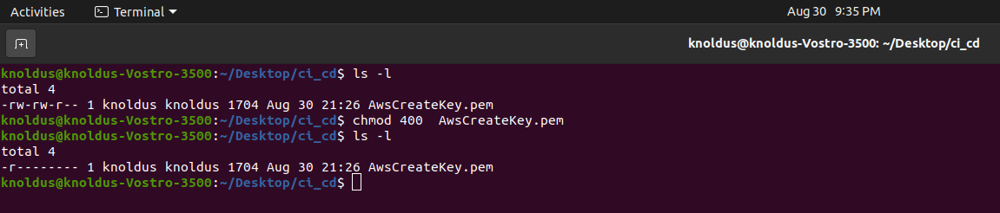 Activities Terminal Aug 30 9:35 PM
knoldus@knoldus-Vostro-3500: ~/Desktop/ci_cd
knoldus@knoldus-Vostro-3500:~/Desktop/ci_cd$ ls -l
total 4
-rw-rw-r-- 1 knoldus knoldus 1704 Aug 30 21:26 AwsCreateKey.pem
knoldus@knoldus-Vostro-3500:~/Desktop/ci_cd$ chmod 400  AwsCreateKey.pem
knoldus@knoldus-Vostro-3500:~/Desktop/ci_cd$ ls -l
total 4
-r-------- 1 knoldus knoldus 1704 Aug 30 21:26 AwsCreateKey.pem
knoldus@knoldus-Vostro-3500:~/Desktop/ci_cd$